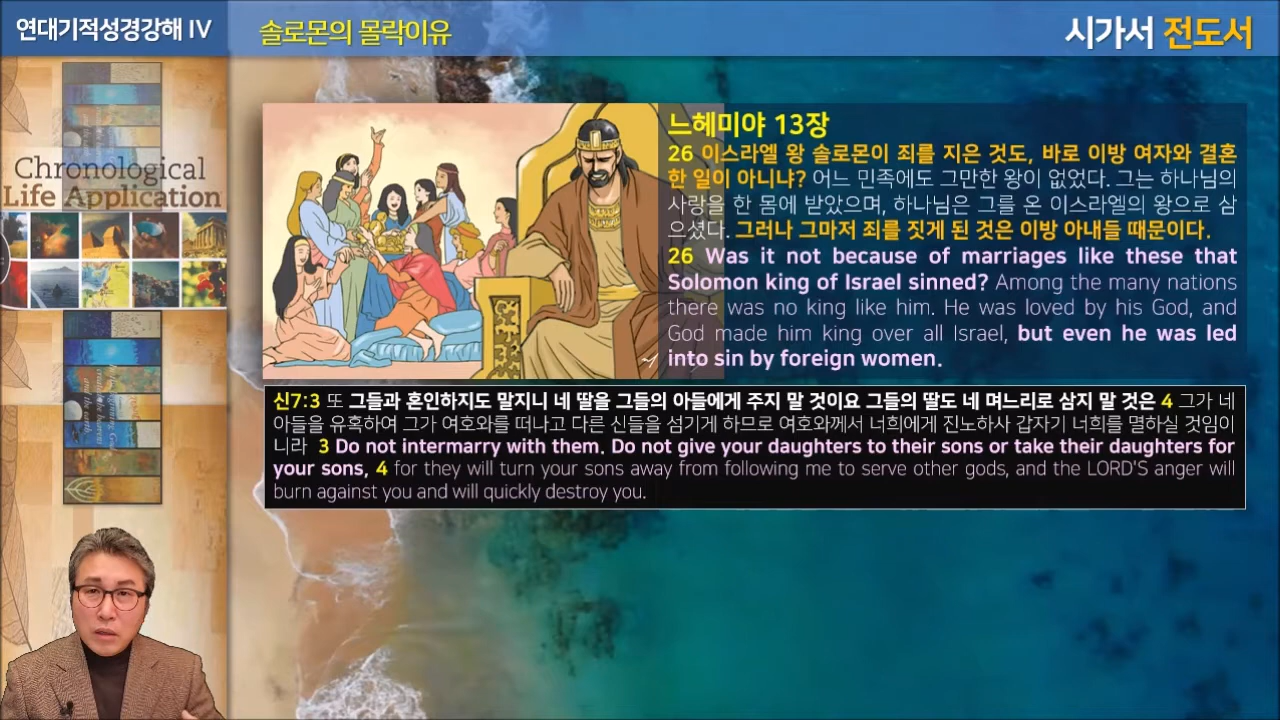 연대기적성경강해 IV
솔로몬의 몰락이유
시가서 전도서
Chronological
Life Application
느헤미야 13장
26 이스라엘 왕 솔로몬이 죄를 지은 것도, 바로 이방 여자와 결혼
한 일이 아니냐? 어느 민족에도 그만한 왕이 없었다. 그는 하나님의
사랑을 한 몸에 받았으며, 하나님은 그를 온 이스라엘의 왕으로 삼
으셨다. 그러나 그마저 죄를 짓게 된 것은 이방 아내들 때문이다.
26 Was it not because of marriages like these that
Solomon king of Israel sinned? Among the many nations
there was no king like him. He was loved by his God, and
God made him king over all Israel, but even he was led
into sin by foreign women.
신7:3 또 그들과 혼인하지도 말지니 네 딸을 그들의 아들에게 주지 말 것이요 그들의 딸도 네 며느리로 삼지 말 것은 4 그가 네
아들을 유혹하여 그가 여호와를 떠나고 다른 신들을 섬기게 하므로 여호와께서 너희에게 진노하사 갑자기 너희를 멸하실 것임이
니라 3 Do not intermarry with them. Do not give your daughters to their sons or take their daughters for
your sons, 4 for they will turn your sons away from following me to serve other gods, and the LORD'S anger will
burn against you and will quickly destroy you.